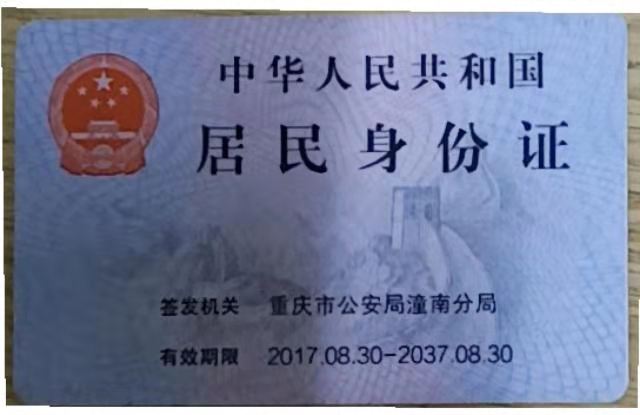 中华人民共和国
居民身份证
签发机关 重庆市公安局潼南分局
有效期限 2017.08.30-2037.08.30